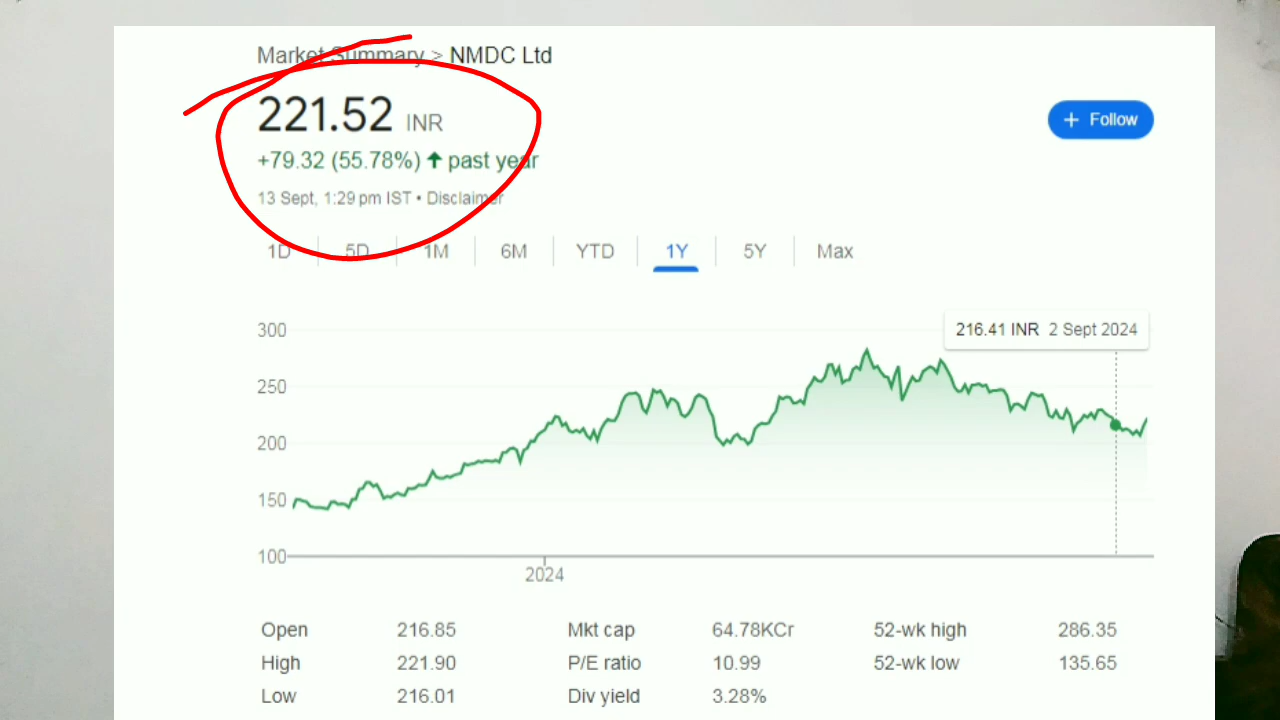 Market Summary > NMDC Ltd
221.52 INR
+ Follow
+79.32 (55.78%) ↑ past year
13 Sept, 1:29 pm IST • Disclaimer
1D 5D 1M 6M YTD 1Y 5Y Max
216.41 INR 2 Sept 2024
300
250
200
150
100
2024
Open 216.85 Mkt cap 64.78KCr 52-wk high 286.35
High 221.90 P/E ratio 10.99 52-wk low 135.65
Low 216.01 Div yield 3.28%